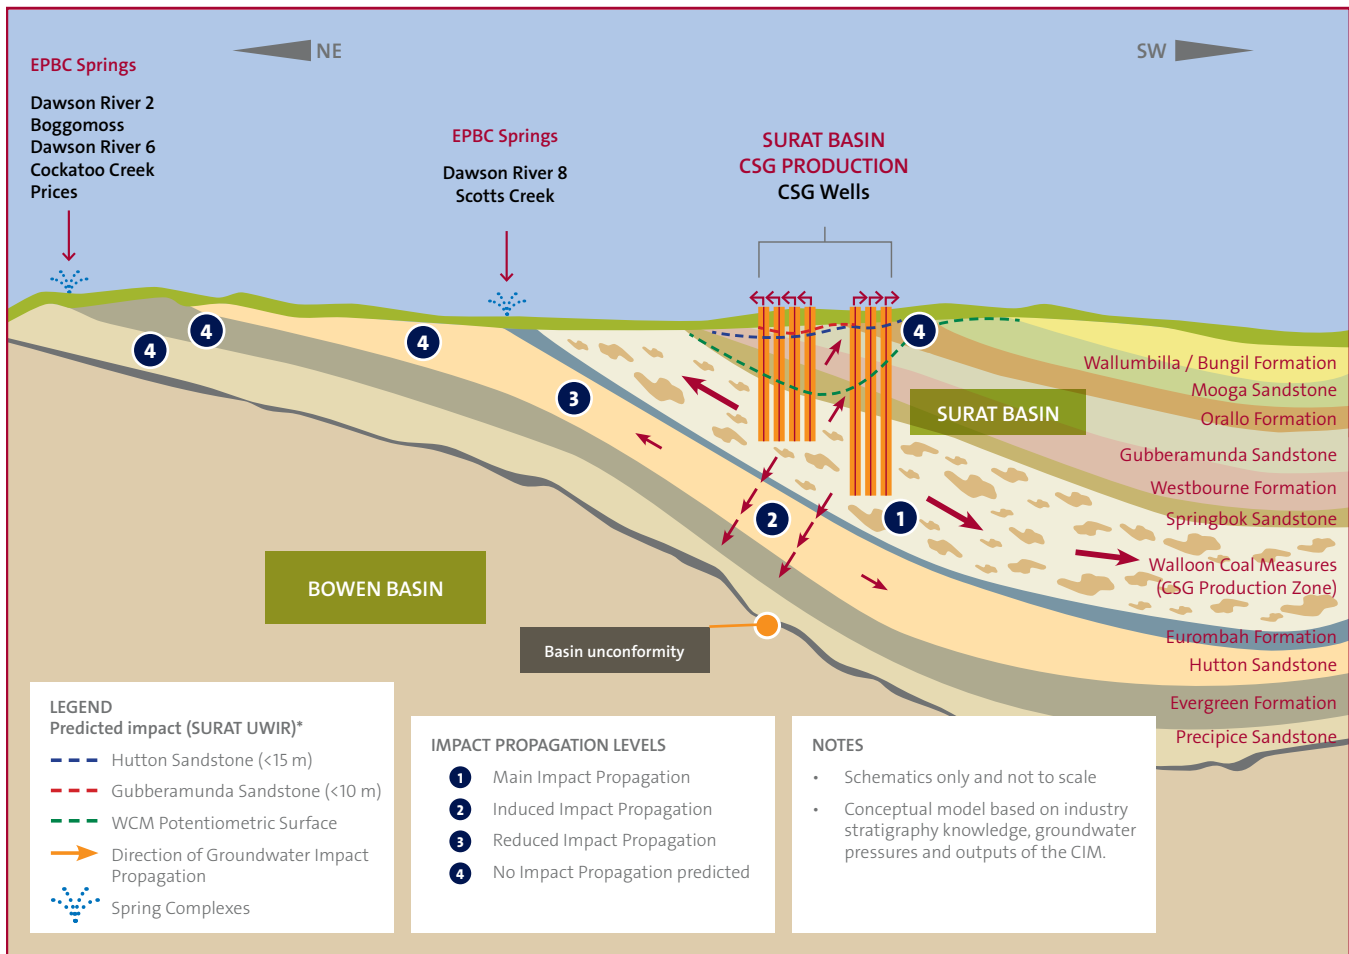 NE
SW
EPBC Springs
Dawson River 2
Boggomoss
Dawson River 6
Cockatoo Creek
Prices
EPBC Springs
Dawson River 8
Scotts Creek
SURAT BASIN
CSG PRODUCTION
CSG Wells
4
4
4
4
3
2
1
Wallumbilla / Bungil Formation
Mooga Sandstone
SURAT BASIN
Orallo Formation
Gubberamunda Sandstone
Westbourne Formation
Springbok Sandstone
Walloon Coal Measures
(CSG Production Zone)
Eurombah Formation
Hutton Sandstone
Evergreen Formation
Precipice Sandstone
BOWEN BASIN
Basin unconformity
LEGEND
Predicted impact (SURAT UWIR)*
Hutton Sandstone (<15 m)
Gubberamunda Sandstone (<10 m)
WCM Potentiometric Surface
Direction of Groundwater Impact
Propagation
Spring Complexes
IMPACT PROPAGATION LEVELS
1 Main Impact Propagation
2 Induced Impact Propagation
3 Reduced Impact Propagation
4 No Impact Propagation predicted
NOTES
• Schematics only and not to scale
• Conceptual model based on industry
stratigraphy knowledge, groundwater
pressures and outputs of the CIM.